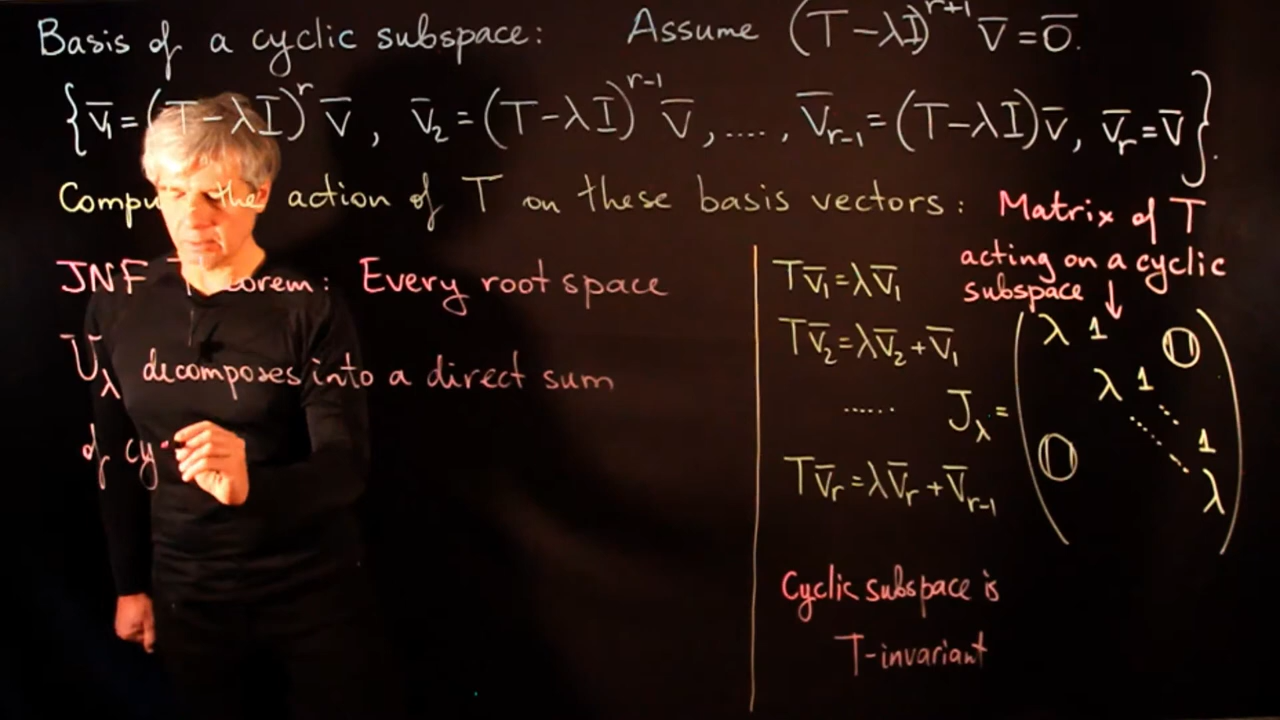 Basis of a cyclic subspace: Assume (T-λI)^{r+1} v̄ = 0̄.
{v̄₁=(T-λI)^r v̄, v̄₂=(T-λI)^{r-1} v̄, ...., v̄_{r-1}=(T-λI)v̄, v̄_r=v̄}.
the action of T on these basis vectors:
JNF Theorem: Every root space
U_λ decomposes into a direct sum
of cy
Tv̄₁=λv̄₁
Tv̄₂=λv̄₂+v̄₁
......
Tv̄_r=λv̄_r+v̄_{r-1}
Cyclic subspace is
T-invariant
Matrix of T
acting on a cyclic
subspace ↓
λ 1 0
λ 1
J_λ=
0 1
λ